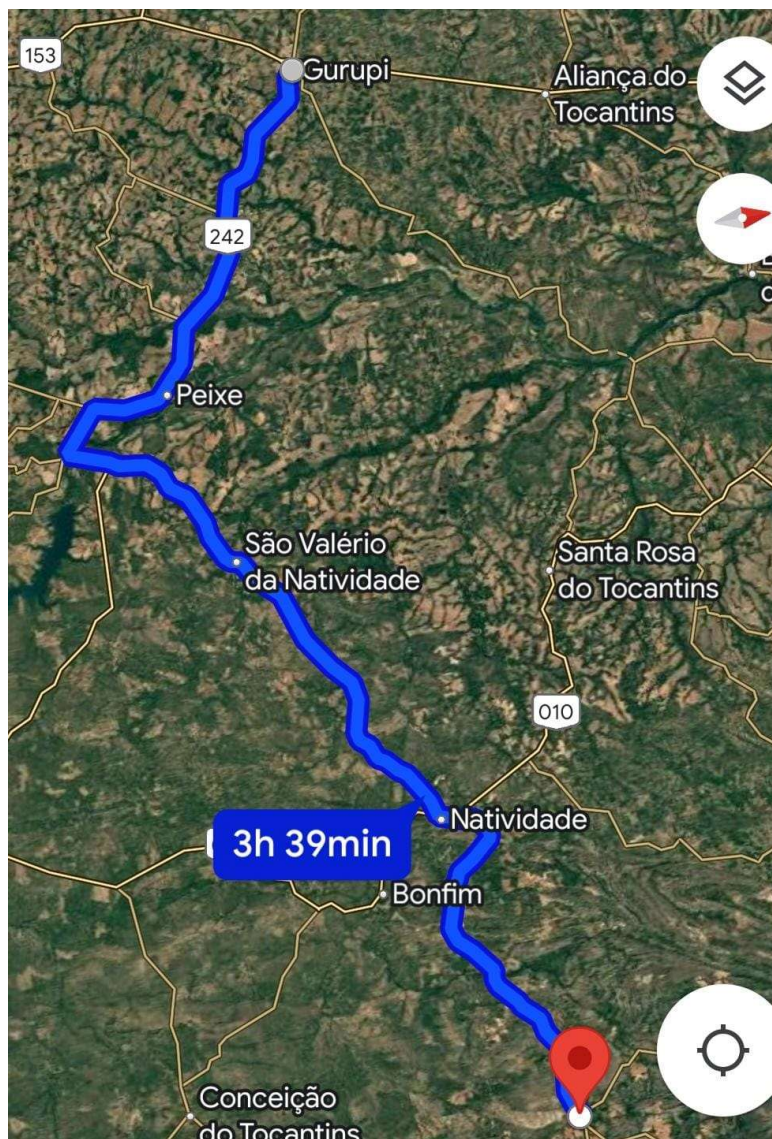 153
Gurupi
Aliança do
Tocantins
242
Peixe
São Valério
da Natividade
Santa Rosa
do Tocantins
010
Natividade
3h 39min
Bonfim
Conceição
do Tocantins